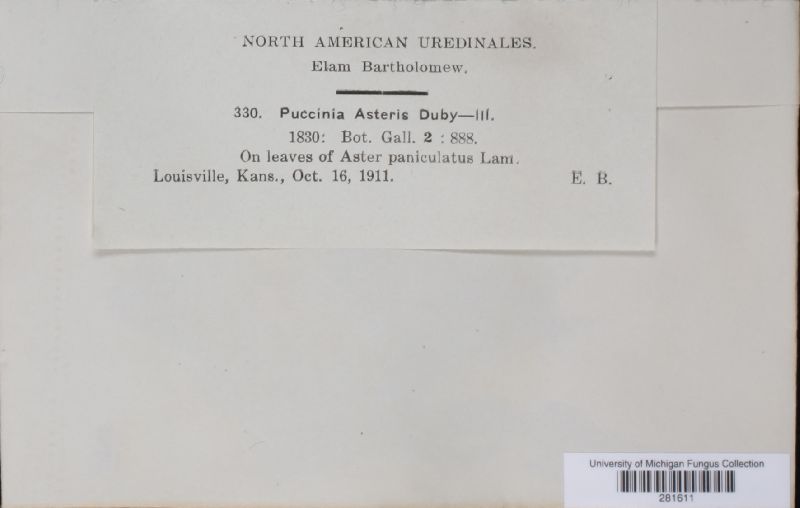 NORTH AMERICAN UREDINALES.
Elam Bartholomew.
330. Puccinia Asteris Duby—III.
1830: Bot. Gall. 2 : 888.
On leaves of Aster paniculatus Lam.
Louisville, Kans., Oct. 16, 1911. E. B.
University of Michigan Fungus Collection
281611